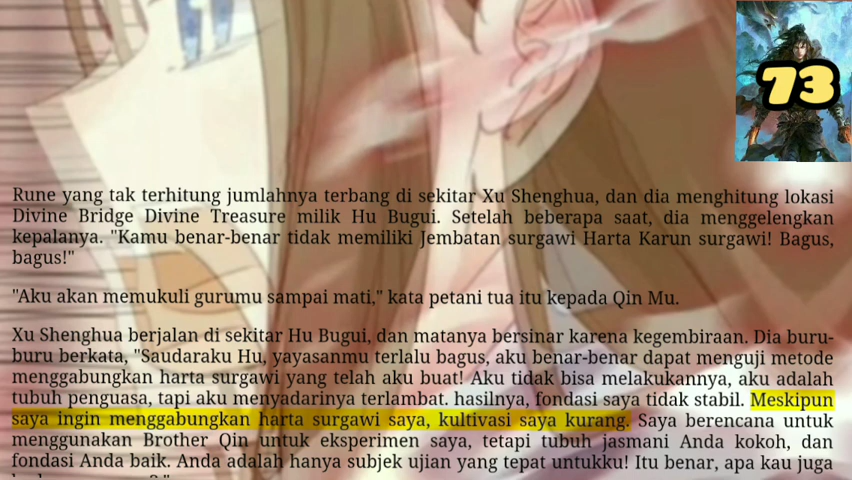 73
Rune yang tak terhitung jumlahnya terbang di sekitar Xu Shenghua, dan dia menghitung lokasi
Divine Bridge Divine Treasure milik Hu Bugui. Setelah beberapa saat, dia menggelengkan
kepalanya. "Kamu benar-benar tidak memiliki Jembatan surgawi Harta Karun surgawi! Bagus,
bagus!"
"Aku akan memukuli gurumu sampai mati," kata petani tua itu kepada Qin Mu.
Xu Shenghua berjalan di sekitar Hu Bugui, dan matanya bersinar karena kegembiraan. Dia buru-
buru berkata, "Saudaraku Hu, yayasanmu terlalu bagus, aku benar-benar dapat menguji metode
menggabungkan harta surgawi yang telah aku buat! Aku tidak bisa melakukannya, aku adalah
tubuh penguasa, tapi aku menyadarinya terlambat. hasilnya, fondasi saya tidak stabil. Meskipun
saya ingin menggabungkan harta surgawi saya, kultivasi saya kurang. Saya berencana untuk
menggunakan Brother Qin untuk eksperimen saya, tetapi tubuh jasmani Anda kokoh, dan
fondasi Anda baik. Anda adalah hanya subjek ujian yang tepat untukku! Itu benar, apa kau juga